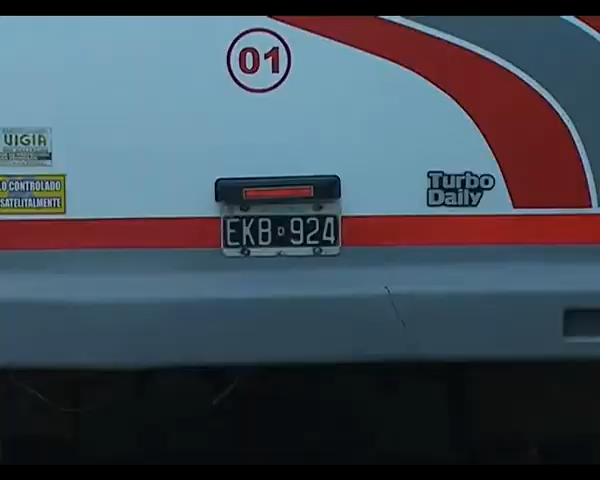 01
VIGIA
LO CONTROLADO
SATELITALMENTE
Turbo
Daily
EKB D 924